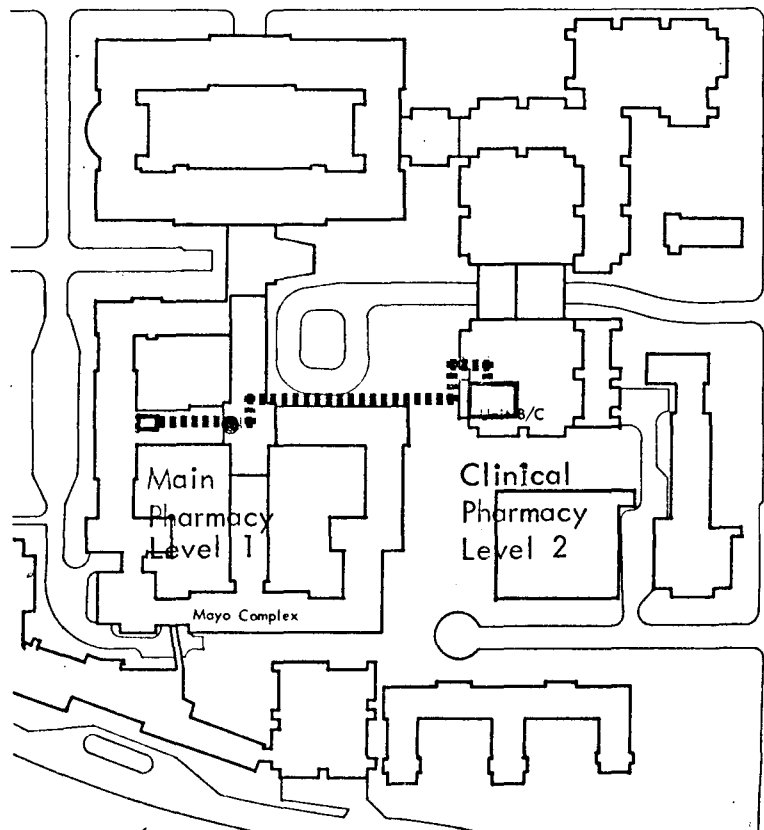 Unit B/C
Main
Pharmacy
Level 1
Clinical
Pharmacy
Level 2
Mayo Complex